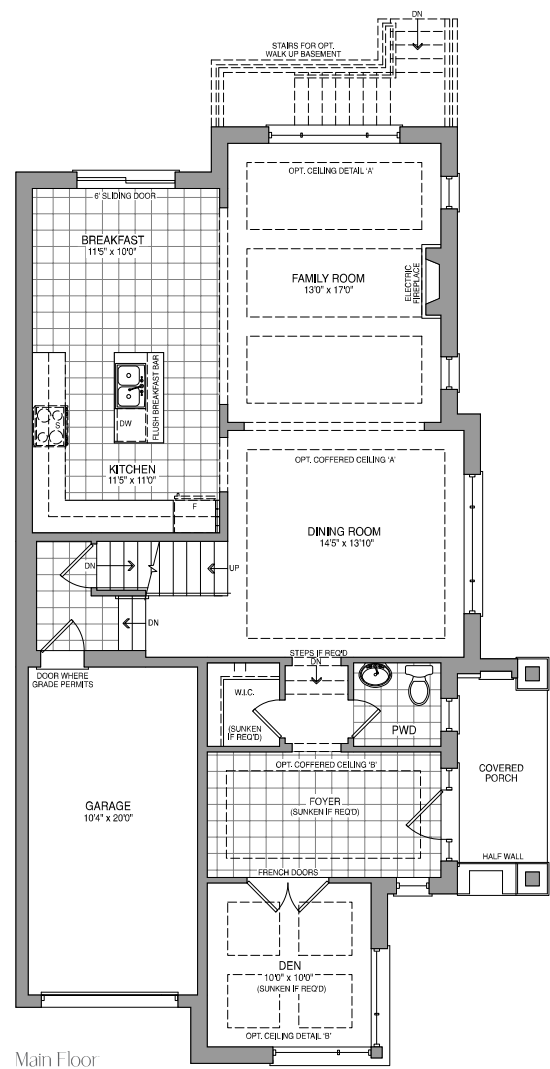 DN
STAIRS FOR OPT.
WALK UP BASEMENT
OPT. CEILING DETAIL 'A'
6' SLIDING DOOR
BREAKFAST
11'5" x 10'0"
FAMILY ROOM
13'0" x 17'0"
ELECTRIC
FIREPLACE
FLUSH BREAKFAST BAR
S
DW
OPT. COFFERED CEILING 'A'
KITCHEN
11'5" x 11'0"
F
DINING ROOM
14'5" x 13'10"
DN
UP
DN
STEPS IF REQ'D
DN
DOOR WHERE
GRADE PERMITS
W.I.C.
(SUNKEN
IF REQ'D)
PWD
OPT. COFFERED CEILING 'B'
COVERED
PORCH
GARAGE
10'4" x 20'0"
FOYER
(SUNKEN IF REQ'D)
HALF WALL
FRENCH DOORS
DEN
10'0" x 10'0"
(SUNKEN IF REQ'D)
OPT. CEILING DETAIL 'B'
Main Floor